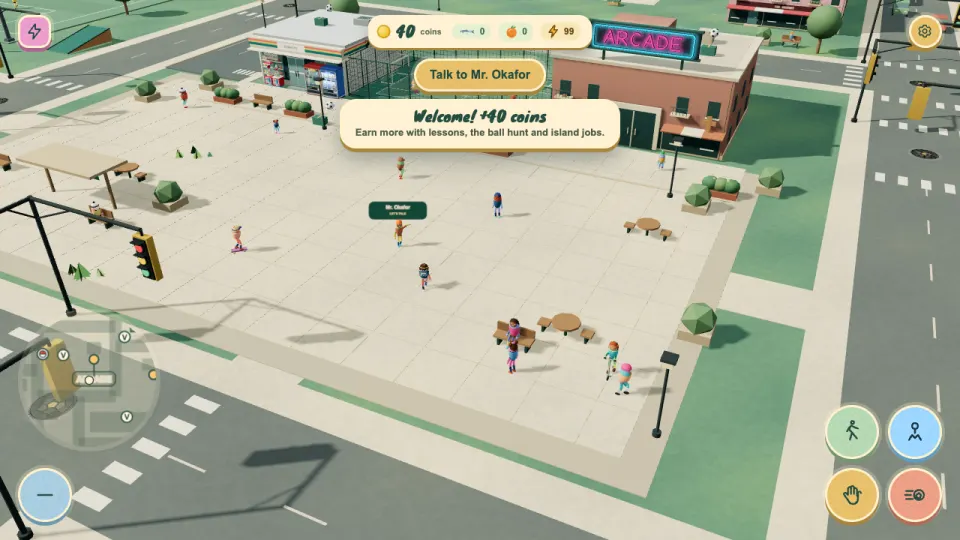 40 coins 0 0 99
ARCADE
Talk to Mr. Okafor
Welcome! +40 coins
Earn more with lessons, the ball hunt and island jobs.
Mr. Okafor
V
V
V